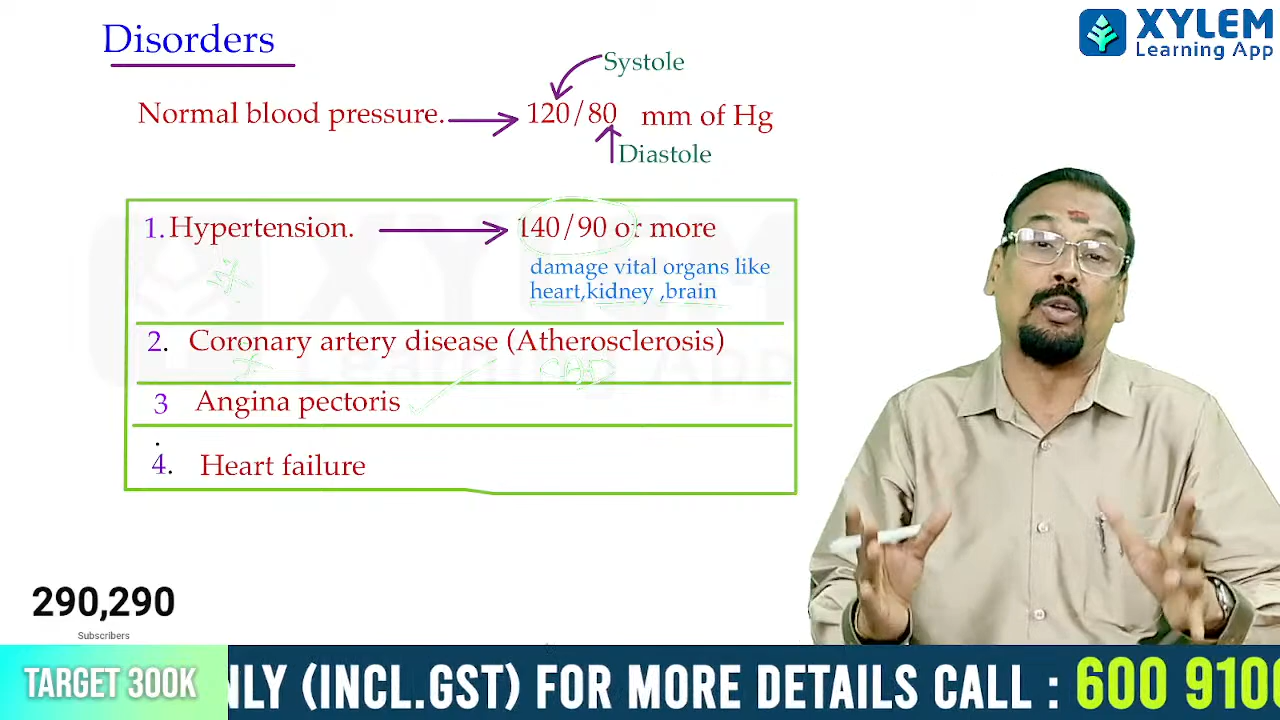 Disorders
XYLEM
Learning App
Systole
Normal blood pressure. 120/80 mm of Hg
Diastole
1. Hypertension. 140/90 or more
damage vital organs like
heart,kidney ,brain
2. Coronary artery disease (Atherosclerosis)
CAD
3 Angina pectoris
.
4. Heart failure
290,290
Subscribers
TARGET 300K
NLY (INCL.GST) FOR MORE DETAILS CALL : 600 910